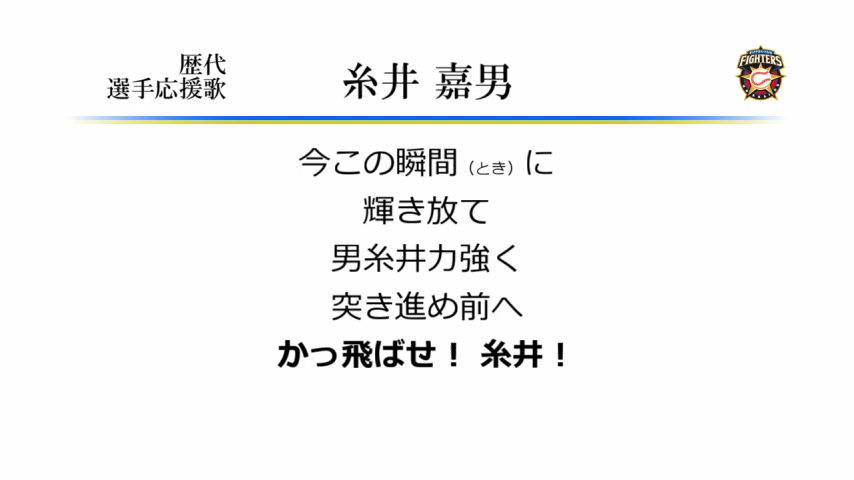 歴代
選手応援歌
糸井 嘉男
FIGHTERS
今この瞬間（とき）に
輝き放て
男糸井力強く
突き進め前へ
かっ飛ばせ！ 糸井！